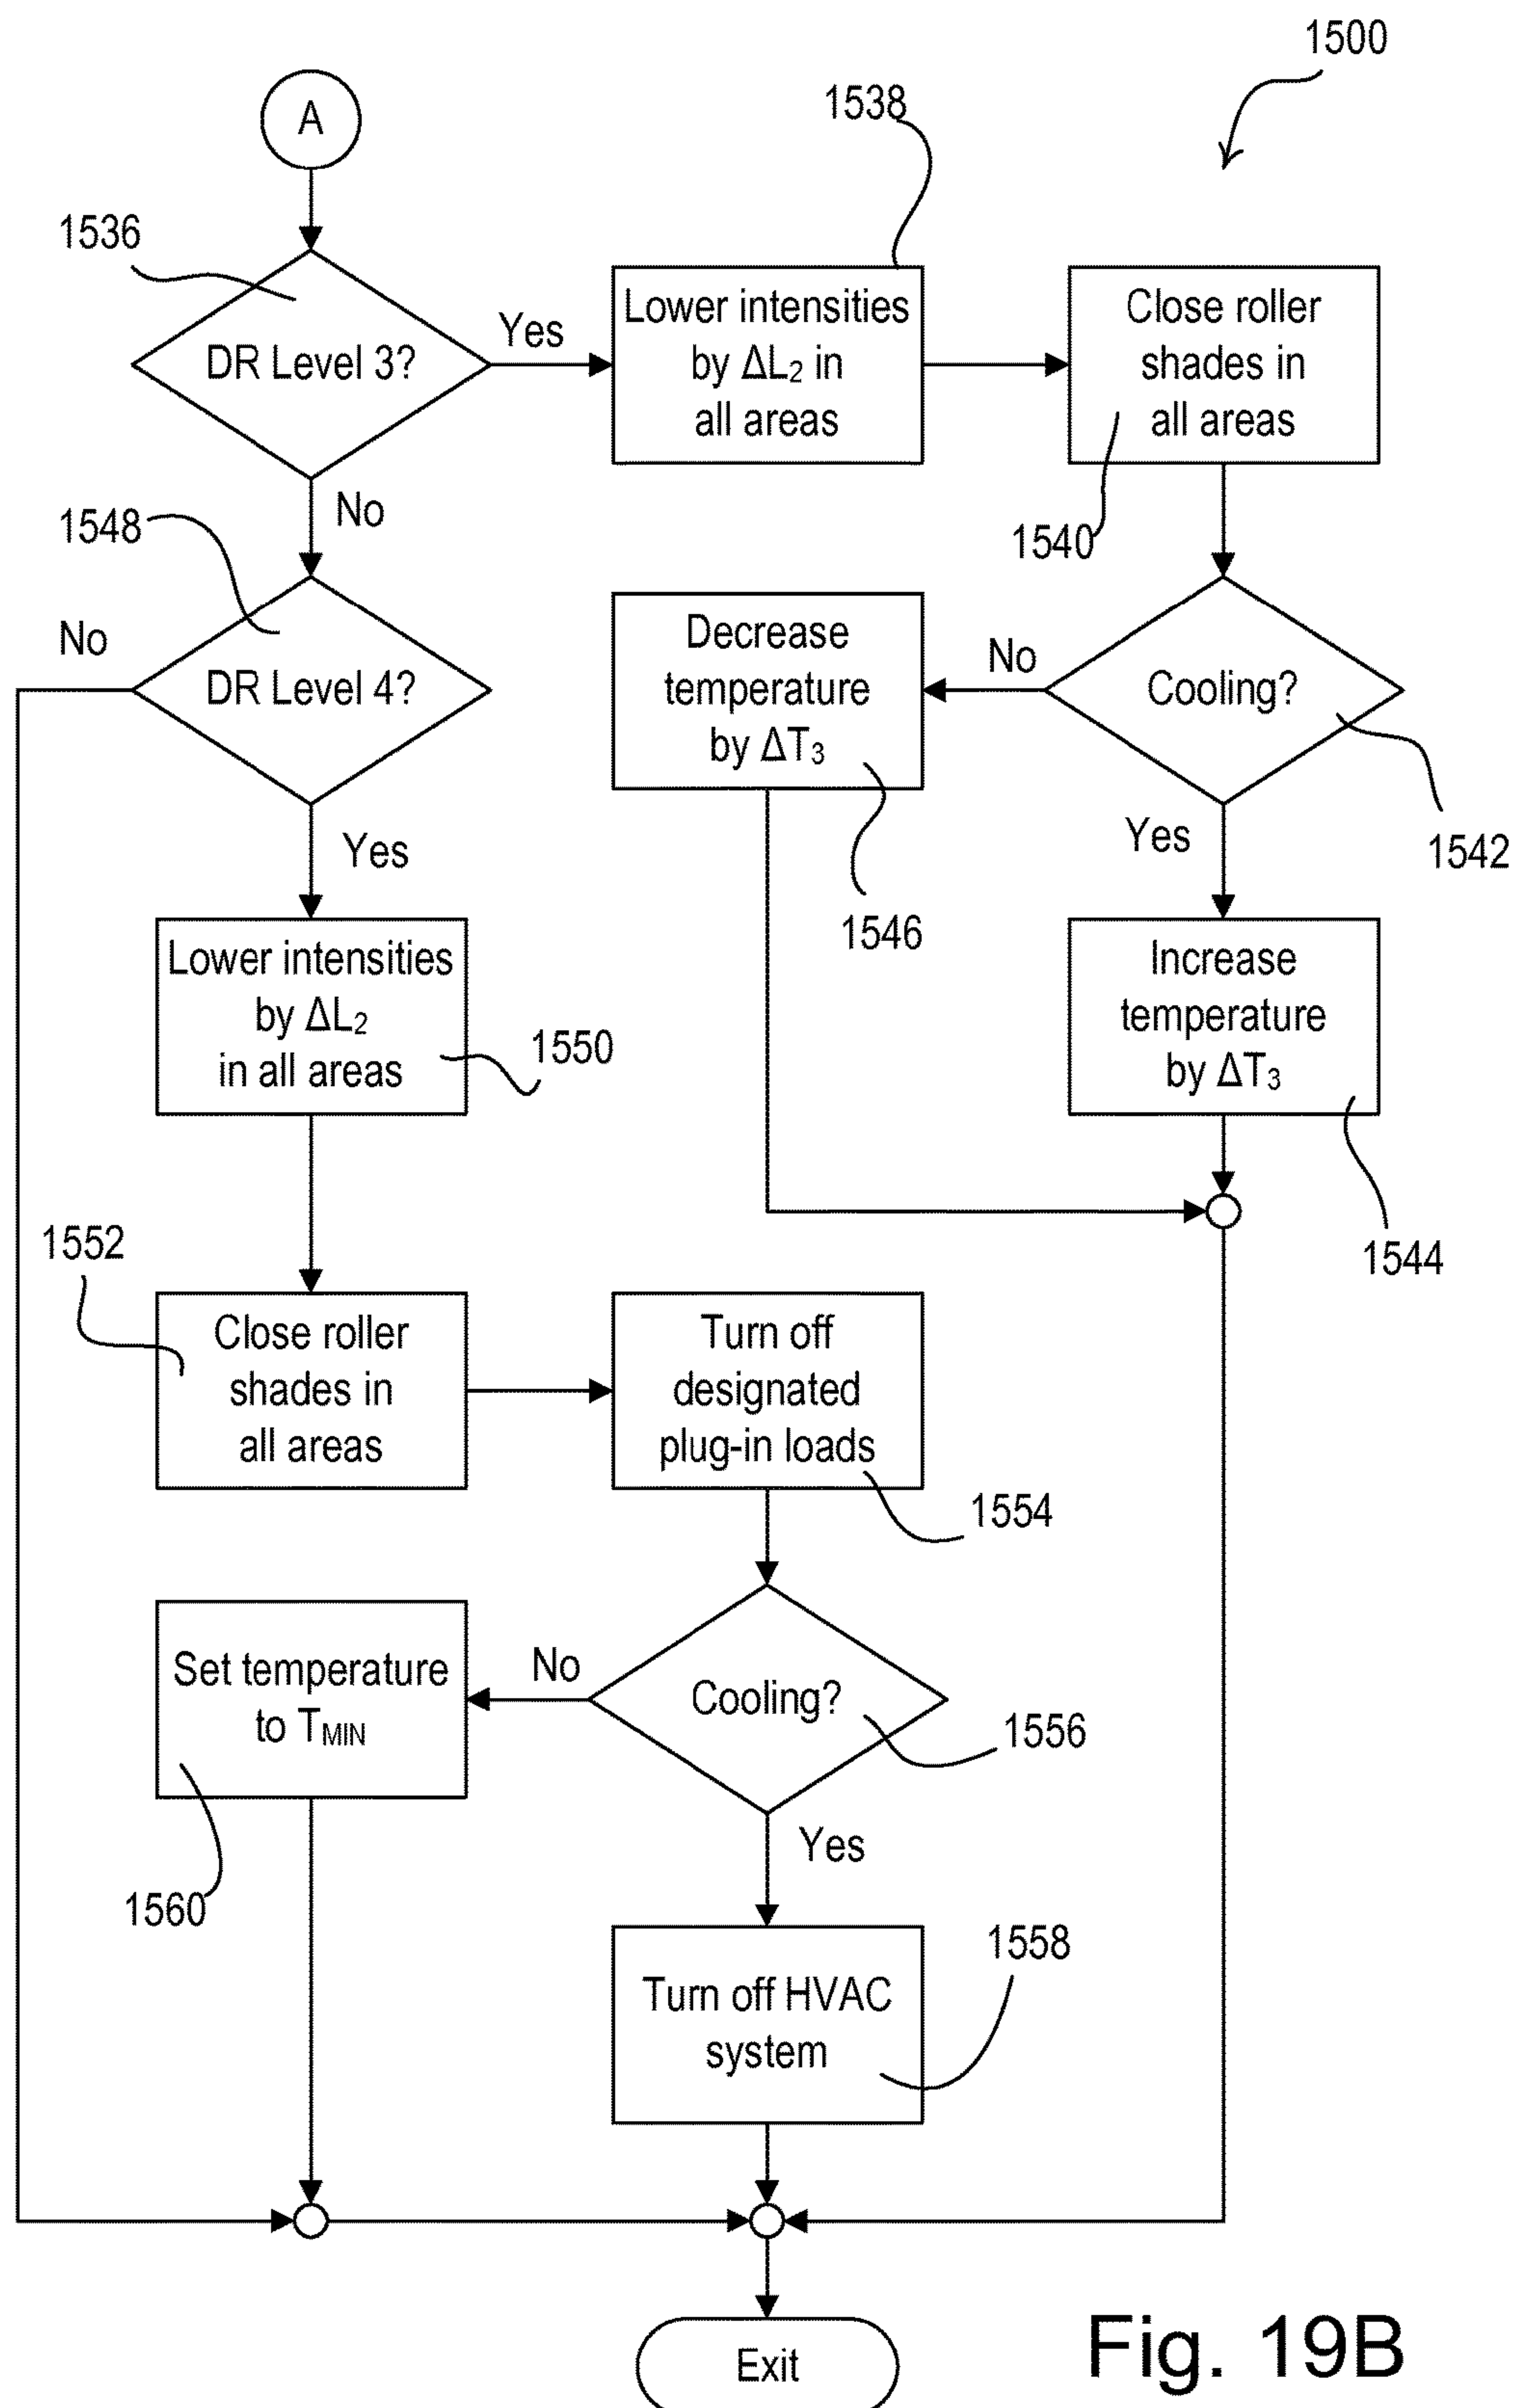 1500
A
1538
1536
DR Level 3?
Yes
Lower intensities
by ΔL₂ in
all areas
Close roller
shades in
all areas
1540
No
1548
DR Level 4?
No
Yes
Decrease
temperature
by ΔT₃
1546
No
Cooling?
1542
Yes
Increase
temperature
by ΔT₃
1544
Lower intensities
by ΔL₂
in all areas
1550
1552
Close roller
shades in
all areas
Turn off
designated
plug-in loads
1554
Set temperature
to TMIN
1560
No
Cooling?
1556
Yes
1558
Turn off HVAC
system
Exit
Fig. 19B